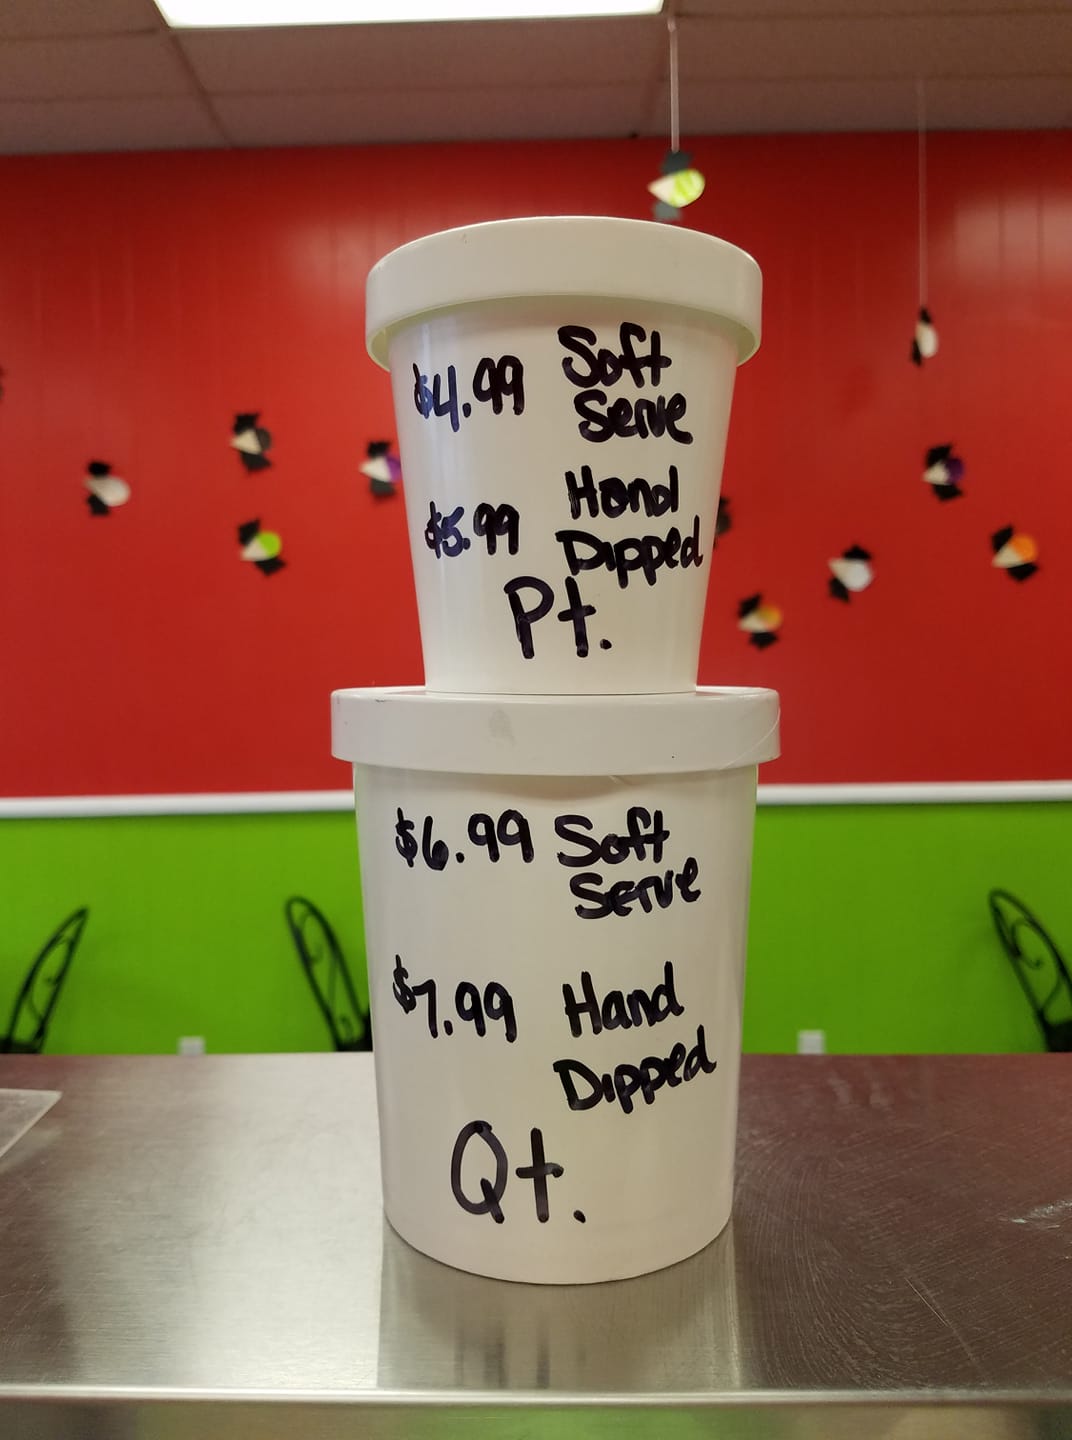 $4.99 Soft
Serve
$5.99 Hand
Dipped
Pt.
$6.99 Soft
Serve
$7.99 Hand
Dipped
Qt.